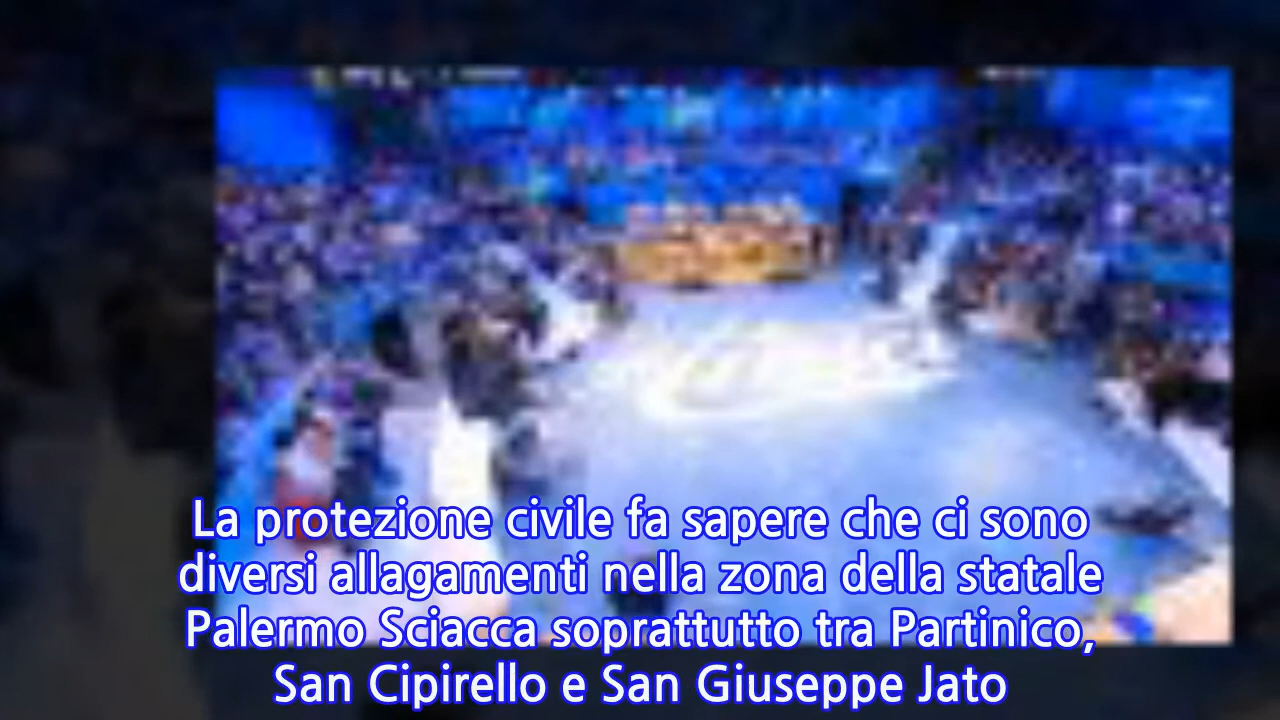 La protezione civile fa sapere che ci sono
diversi allagamenti nella zona della statale
Palermo Sciacca soprattutto tra Partinico,
San Cipirello e San Giuseppe Jato